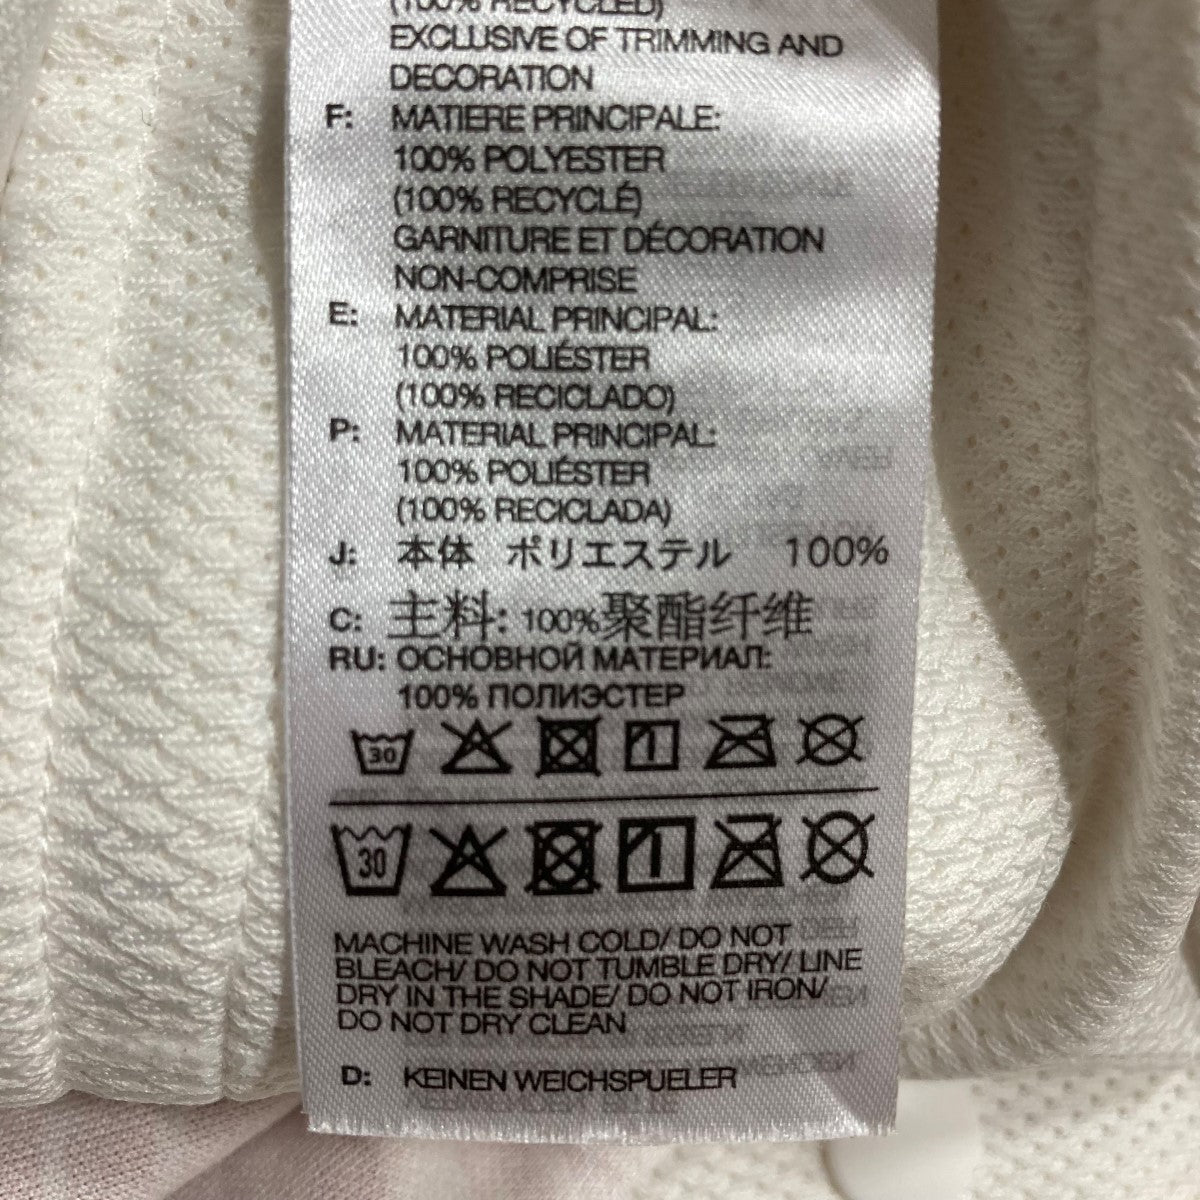 (100% RECYCLED)
EXCLUSIVE OF TRIMMING AND
DECORATION
F: MATIERE PRINCIPALE:
100% POLYESTER
(100% RECYCLÉ)
GARNITURE ET DÉCORATION
NON-COMPRISE
E: MATERIAL PRINCIPAL:
100% POLIÉSTER
(100% RECICLADO)
P: MATERIAL PRINCIPAL:
100% POLIÉSTER
(100% RECICLADA)
J: 本体 ポリエステル 100%
C: 主料: 100%聚酯纤维
RU: ОСНОВНОЙ МАТЕРИАЛ:
100% ПОЛИЭСТЕР
30
30
MACHINE WASH COLD/ DO NOT
BLEACH/ DO NOT TUMBLE DRY/ LINE
DRY IN THE SHADE/ DO NOT IRON/
DO NOT DRY CLEAN
D: KEINEN WEICHSPUELER